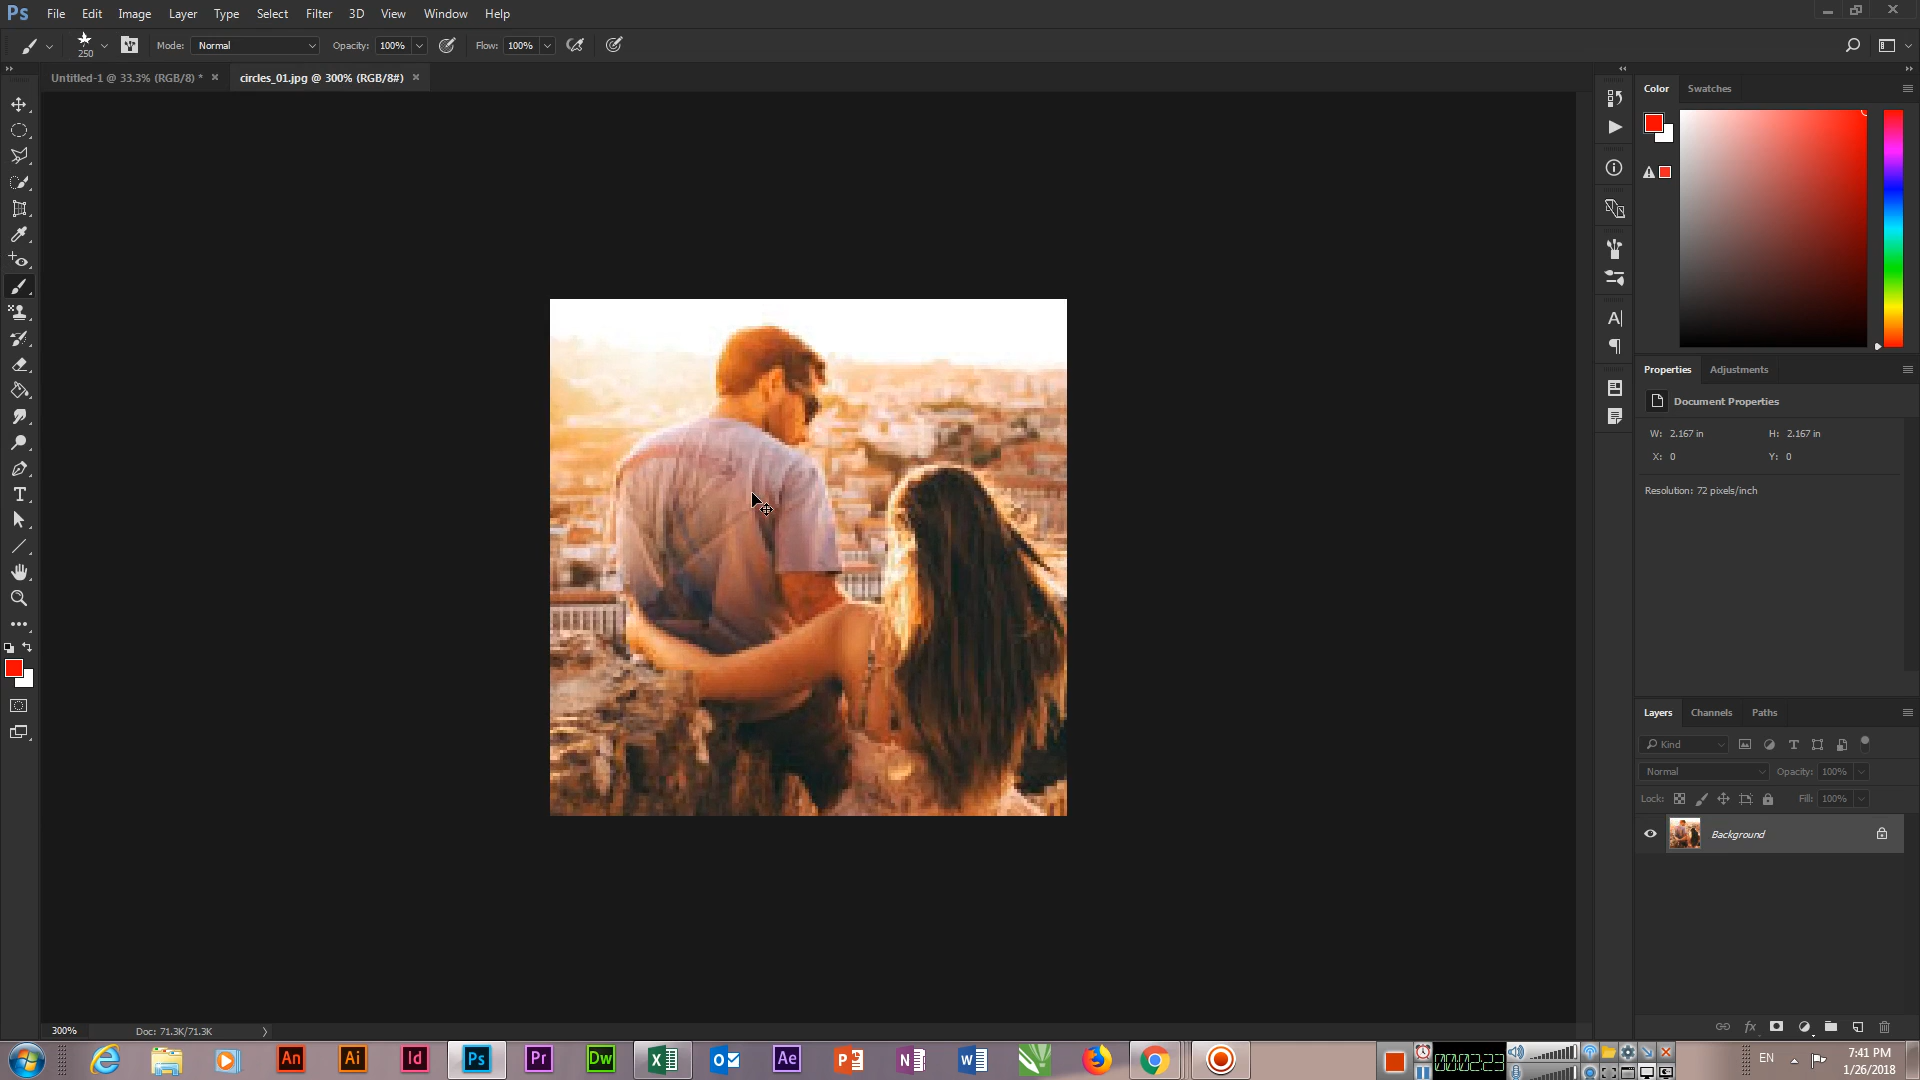 Ps File Edit Image Layer Type Select Filter 3D View Window Help
250 Mode: Normal Opacity: 100% Flow: 100%
Untitled-1 @ 33.3% (RGB/8) * × circles_01.jpg @ 300% (RGB/8#) ×
Color Swatches
Properties Adjustments
Document Properties
W: 2.167 in H: 2.167 in
X: 0 Y: 0
Resolution: 72 pixels/inch
Layers Channels Paths
Kind
Normal Opacity: 100%
Lock: Fill: 100%
Background
fx
300% Doc: 71.3K/71.3K
An Ai Id Ps Pr Dw Ae
00:02:23
EN
7:41 PM
1/26/2018